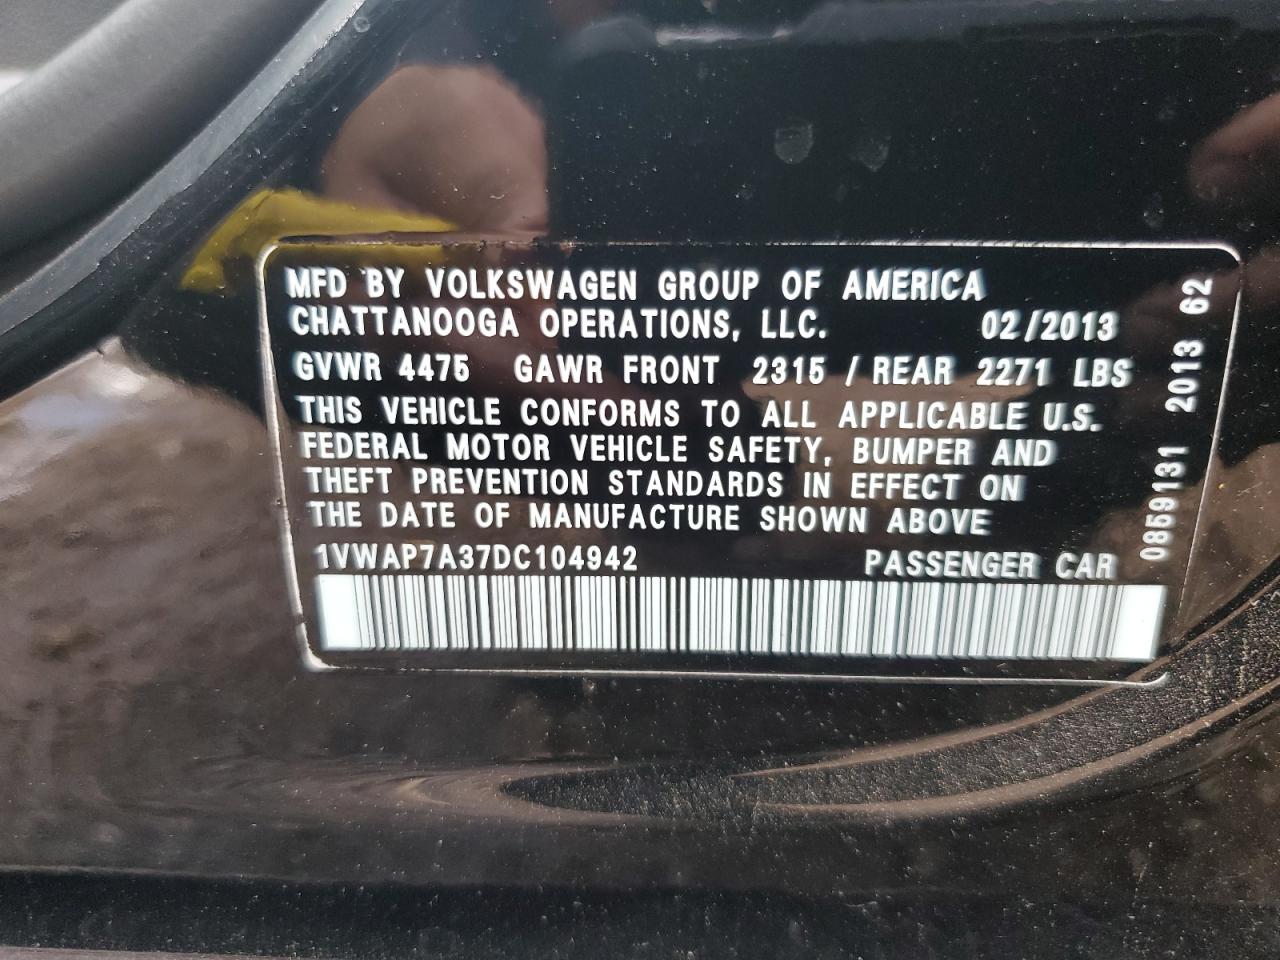 MFD BY VOLKSWAGEN GROUP OF AMERICA
CHATTANOOGA OPERATIONS, LLC. 02/2013
GVWR 4475 GAWR FRONT 2315 / REAR 2271 LBS
THIS VEHICLE CONFORMS TO ALL APPLICABLE U.S.
FEDERAL MOTOR VEHICLE SAFETY, BUMPER AND
THEFT PREVENTION STANDARDS IN EFFECT ON
THE DATE OF MANUFACTURE SHOWN ABOVE
1VWAP7A37DC104942 PASSENGER CAR
0859131 2013 62